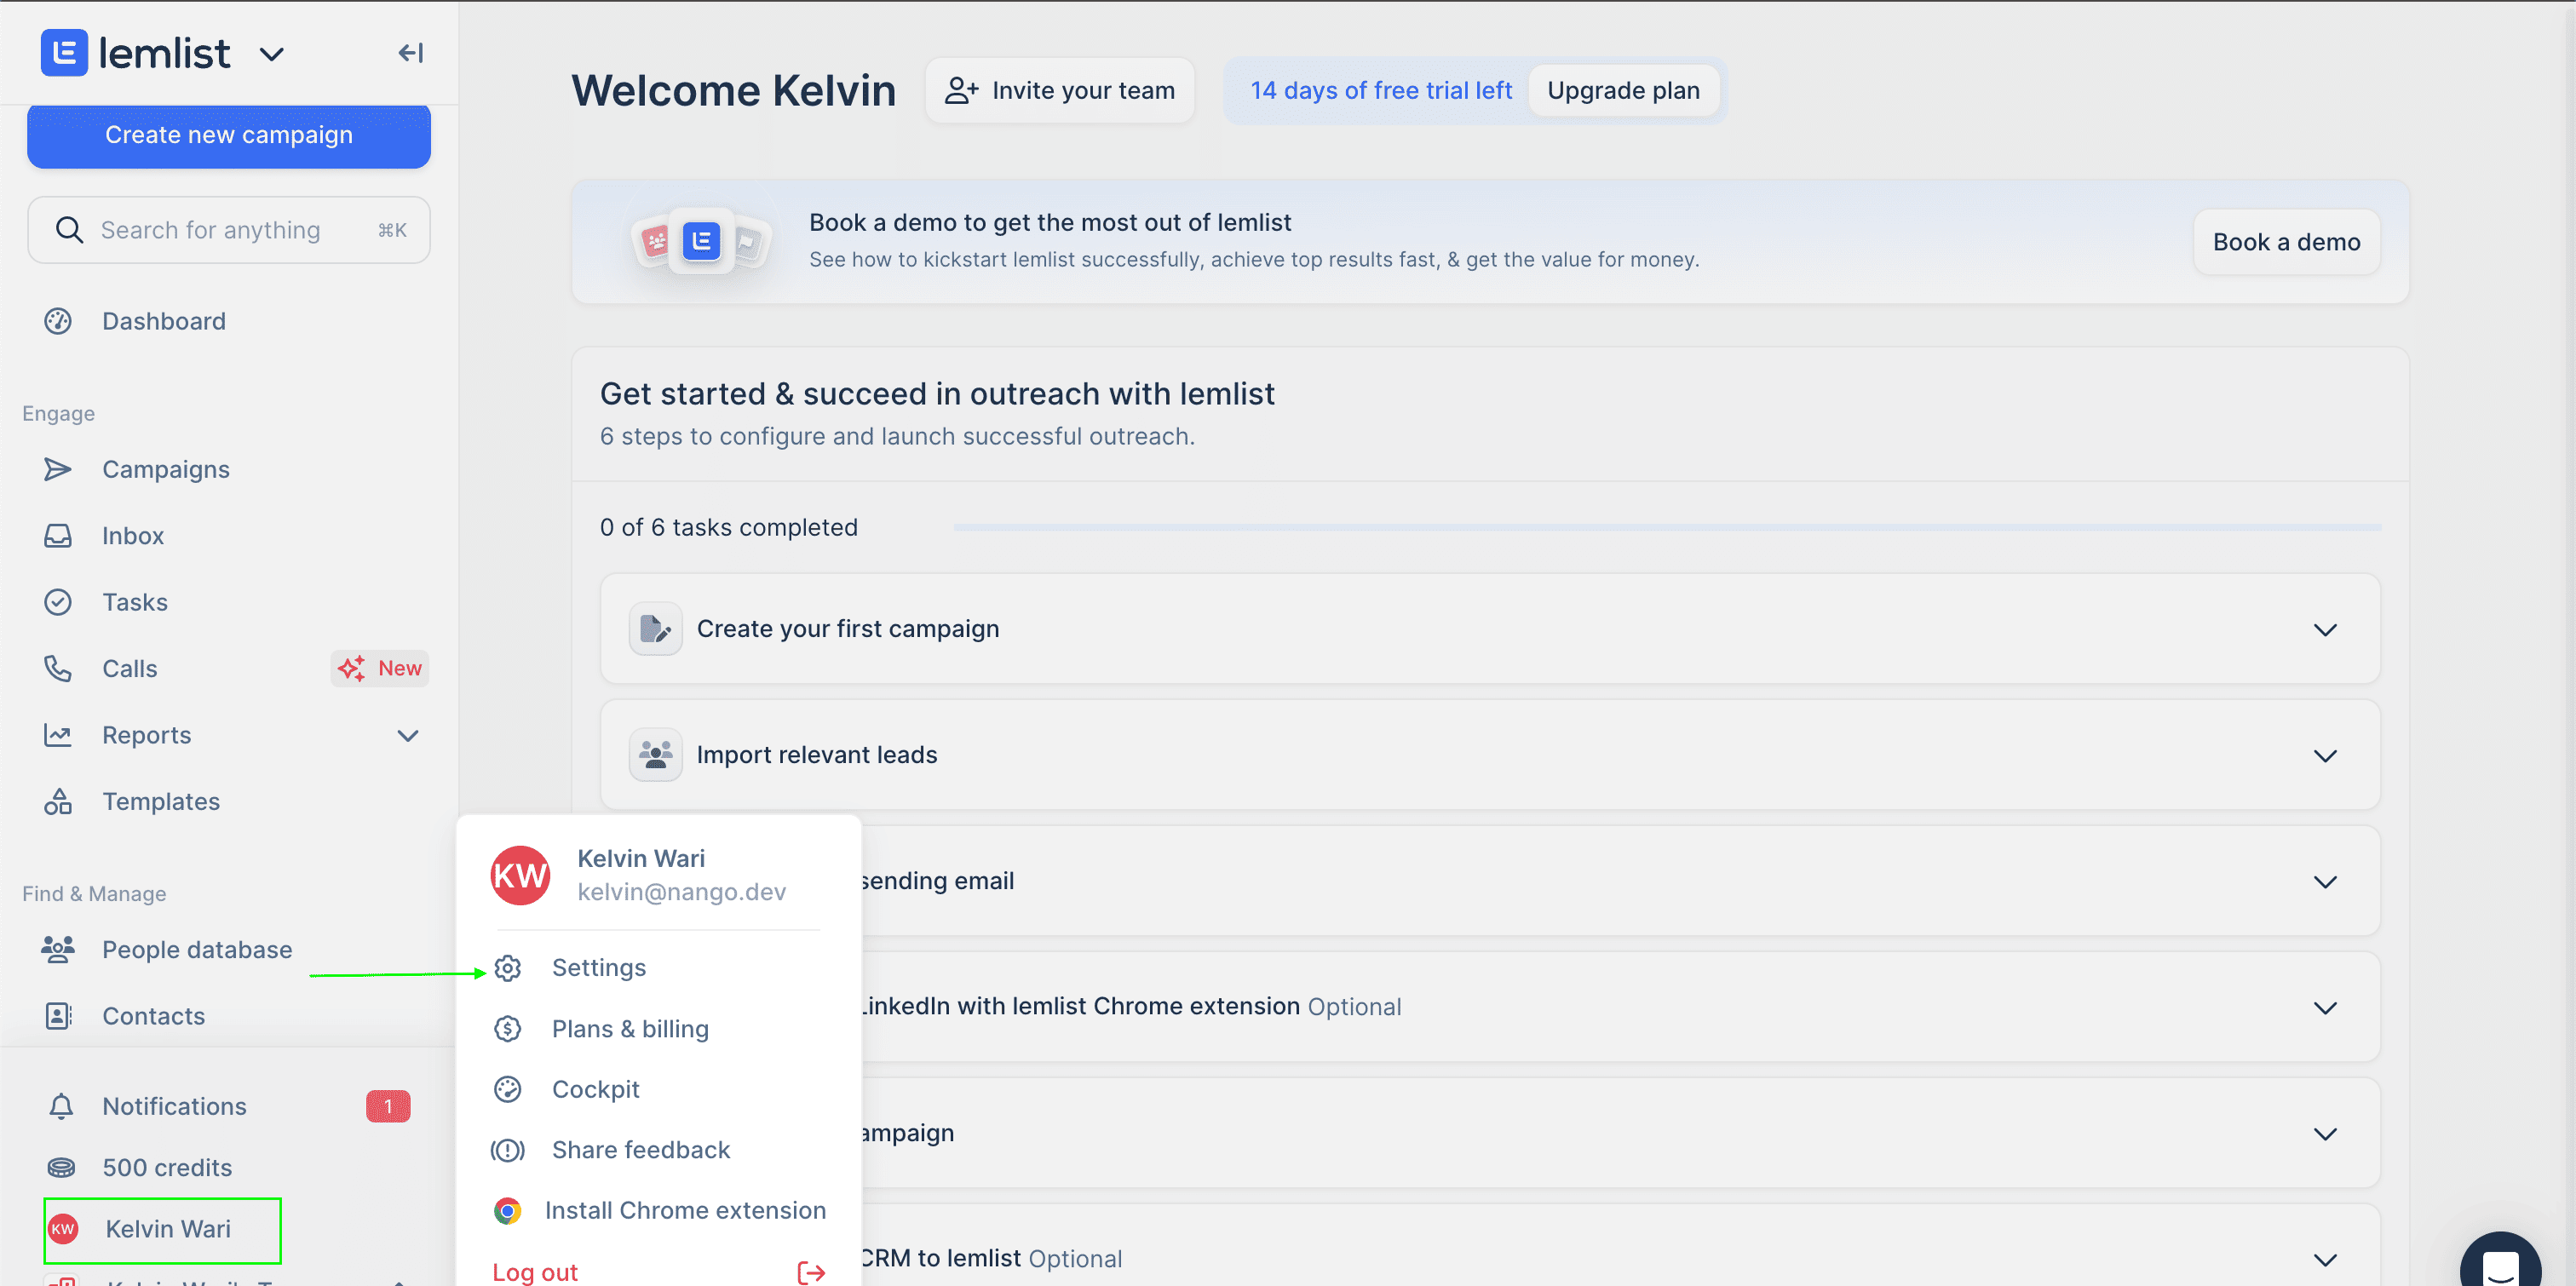 lemlist
Create new campaign
Search for anything ⌘K
Dashboard
Engage
Campaigns
Inbox
Tasks
Calls New
Reports
Templates
Find & Manage
People database
Contacts
Notifications 1
500 credits
KW Kelvin Wari
Welcome Kelvin
Invite your team
14 days of free trial left
Upgrade plan
Book a demo to get the most out of lemlist
See how to kickstart lemlist successfully, achieve top results fast, & get the value for money.
Book a demo
Get started & succeed in outreach with lemlist
6 steps to configure and launch successful outreach.
0 of 6 tasks completed
Create your first campaign
Import relevant leads
sending email
LinkedIn with lemlist Chrome extension Optional
ampaign
CRM to lemlist Optional
KW
Kelvin Wari
kelvin@nango.dev
Settings
Plans & billing
Cockpit
Share feedback
Install Chrome extension
Log out